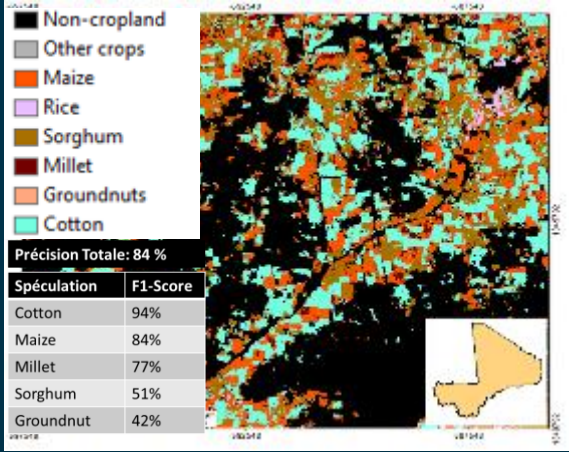 Non-cropland
Other crops
Maize
Rice
Sorghum
Millet
Groundnuts
Cotton
Précision Totale: 84 %
Spéculation F1-Score
Cotton 94%
Maize 84%
Millet 77%
Sorghum 51%
Groundnut 42%